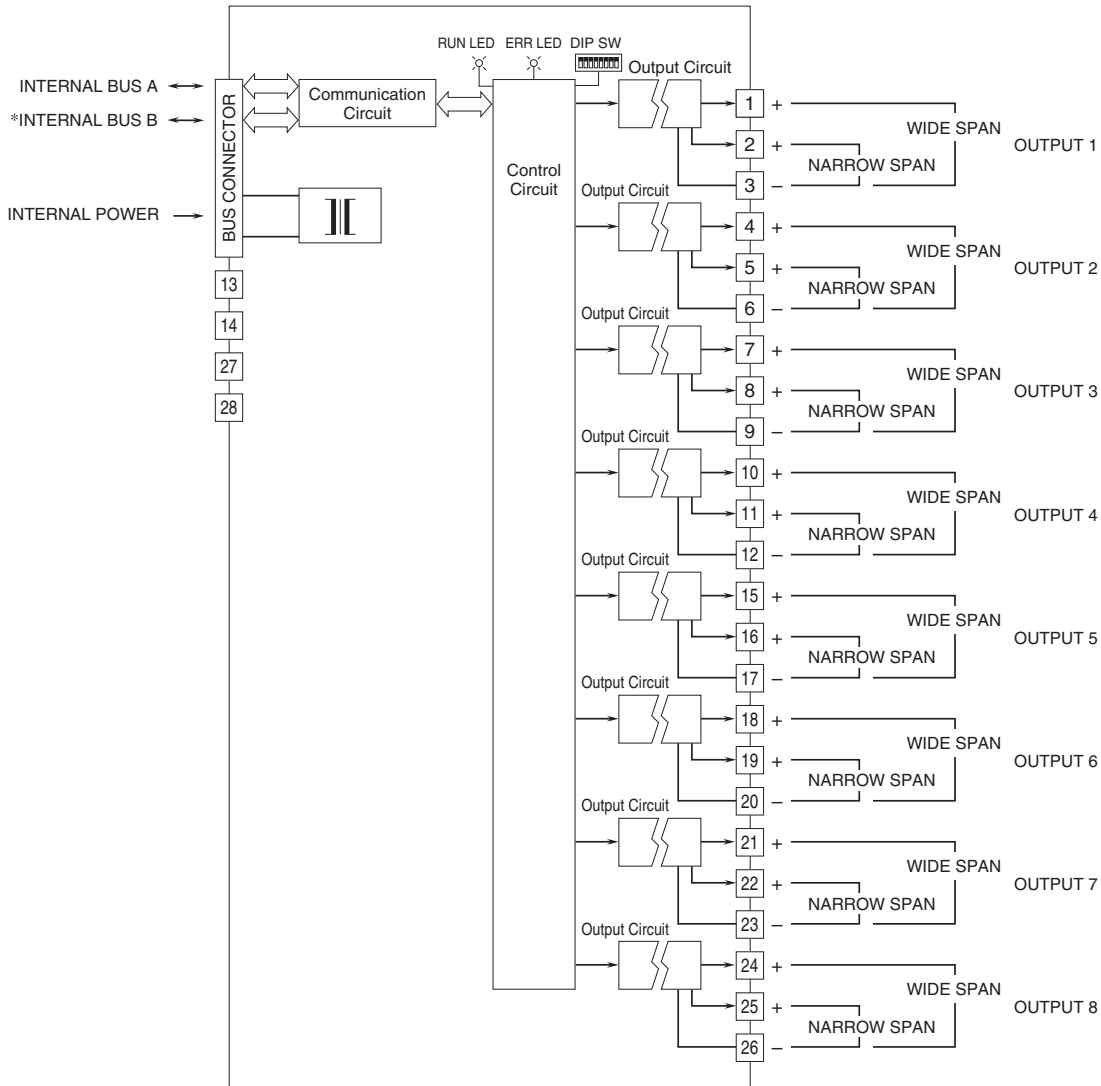 RUN LED ERR LED DIP SW
Output Circuit
INTERNAL BUS A
*INTERNAL BUS B
INTERNAL POWER
BUS CONNECTOR
Communication
Circuit
Control
Circuit
13
14
27
28
1 +
2 +
3 –
WIDE SPAN
NARROW SPAN
OUTPUT 1
Output Circuit
4 +
5 +
6 –
WIDE SPAN
NARROW SPAN
OUTPUT 2
Output Circuit
7 +
8 +
9 –
WIDE SPAN
NARROW SPAN
OUTPUT 3
Output Circuit
10 +
11 +
12 –
WIDE SPAN
NARROW SPAN
OUTPUT 4
Output Circuit
15 +
16 +
17 –
WIDE SPAN
NARROW SPAN
OUTPUT 5
Output Circuit
18 +
19 +
20 –
WIDE SPAN
NARROW SPAN
OUTPUT 6
Output Circuit
21 +
22 +
23 –
WIDE SPAN
NARROW SPAN
OUTPUT 7
Output Circuit
24 +
25 +
26 –
WIDE SPAN
NARROW SPAN
OUTPUT 8